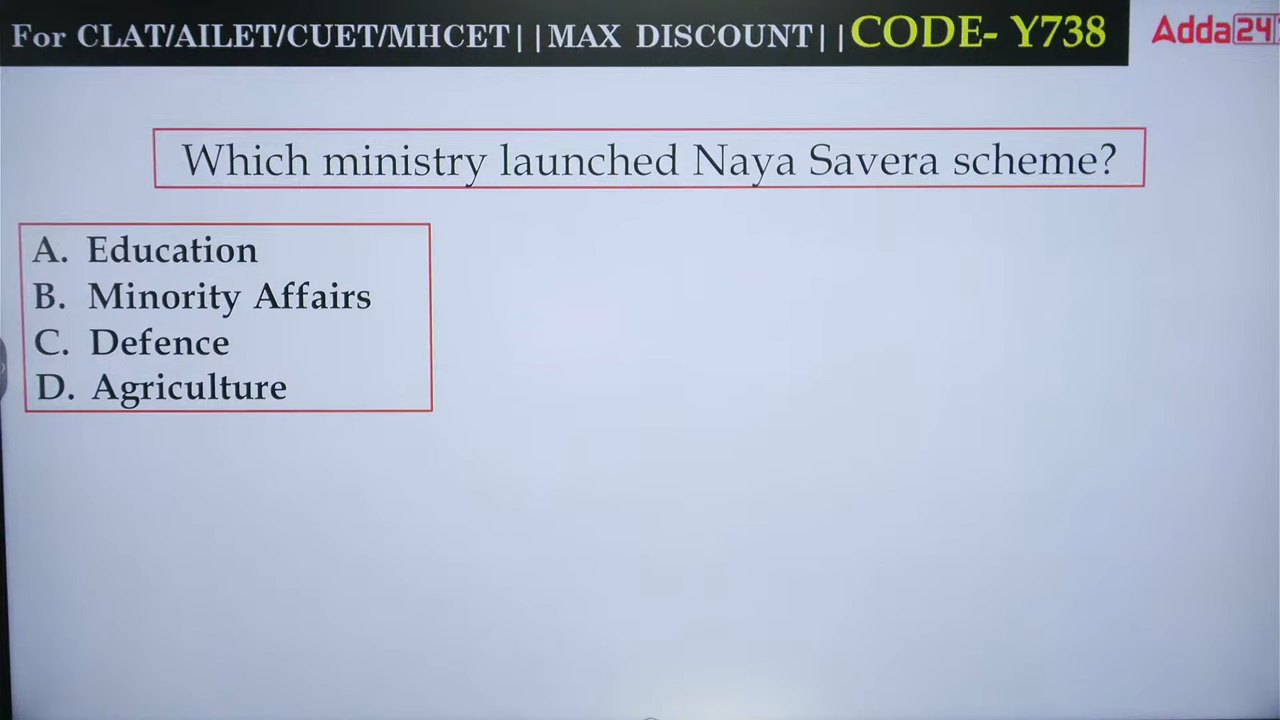 For CLAT/AILET/CUET/MHCET||MAX DISCOUNT||CODE- Y738
Adda24
Which ministry launched Naya Savera scheme?
A. Education
B. Minority Affairs
C. Defence
D. Agriculture